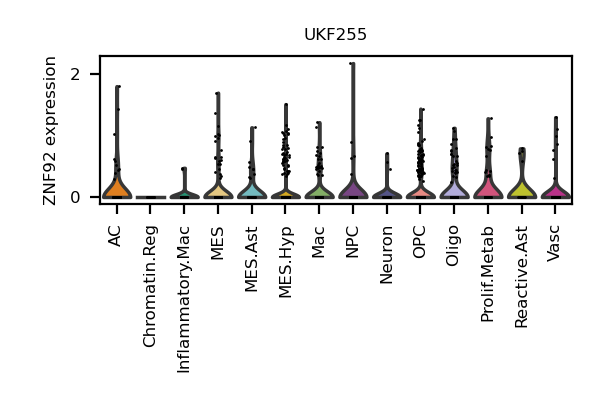 UKF255
ZNF92 expression
2
0
AC
Chromatin.Reg
Inflammatory.Mac
MES
MES.Ast
MES.Hyp
Mac
NPC
Neuron
OPC
Oligo
Prolif.Metab
Reactive.Ast
Vasc